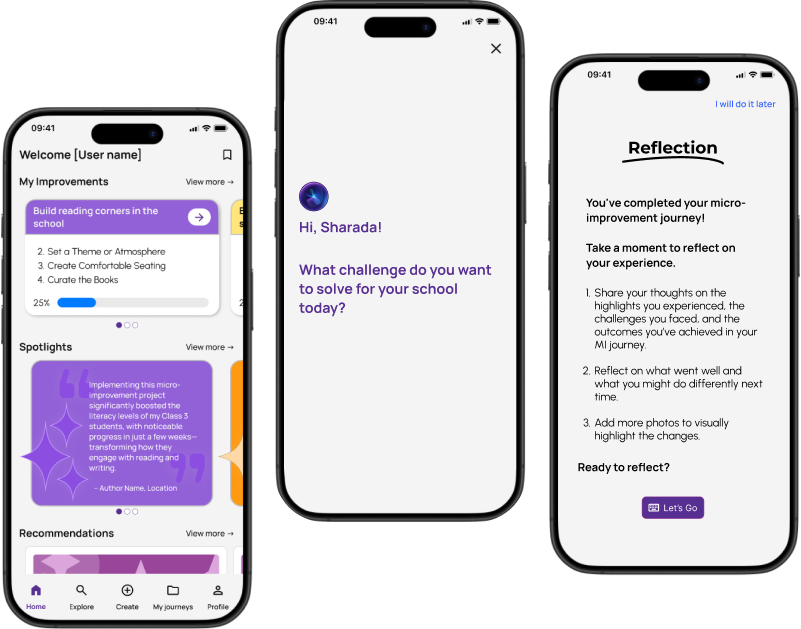 09:41
Welcome [User name]
My Improvements
View more →
Build reading corners in the
school
2. Set a Theme or Atmosphere
3. Create Comfortable Seating
4. Curate the Books
25%
Spotlights
View more →
Implementing this micro-
improvement project
significantly boosted the
literacy levels of my Class 3
students, with noticeable
progress in just a few weeks—
transforming how they
engage with reading and
writing.
– Author Name, Location
Recommendations
View more →
Home
Explore
Create
My journeys
Profile
09:41
Hi, Sharada!
What challenge do you want
to solve for your school
today?
09:41
I will do it later
Reflection
You've completed your micro-
improvement journey!
Take a moment to reflect on
your experience.
1. Share your thoughts on the
highlights you experienced, the
challenges you faced, and the
outcomes you've achieved in your
MI journey.
2. Reflect on what went well and
what you might do differently next
time.
3. Add more photos to visually
highlight the changes.
Ready to reflect?
Let's Go